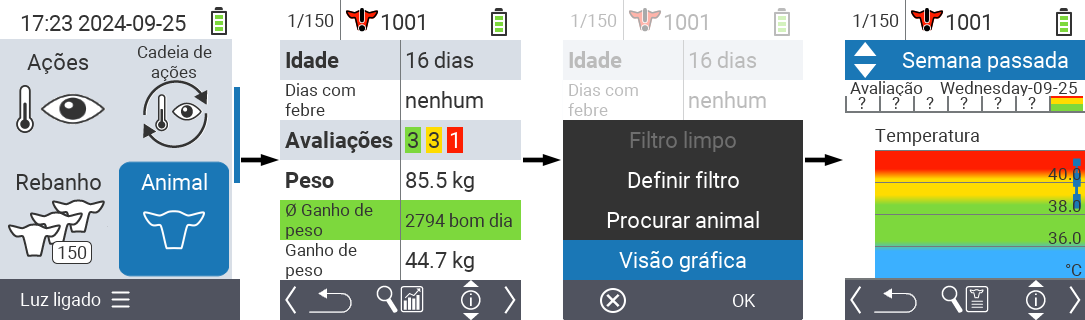 17:23 2024-09-25
Ações
Cadeia de
ações
Rebanho
150
Animal
Luz ligado
1/150
1001
Idade
16 dias
Dias com
febre
nenhum
Avaliações
3 3 1
Peso
85.5 kg
Ø Ganho de
peso
2794 bom dia
Ganho de
peso
44.7 kg
1/150
1001
Idade
16 dias
Dias com
febre
nenhum
Filtro limpo
Definir filtro
Procurar animal
Visão gráfica
OK
1/150
1001
Semana passada
Avaliação Wednesday-09-25
? ? ? ? ? ?
Temperatura
40.0
38.0
36.0
°C